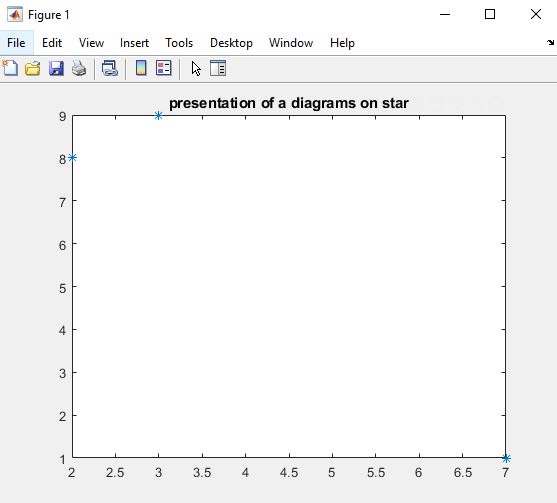 Figure 1
File Edit View Insert Tools Desktop Window Help
presentation of a diagrams on star
9
8
7
6
5
4
3
2
1
2 2.5 3 3.5 4 4.5 5 5.5 6 6.5 7